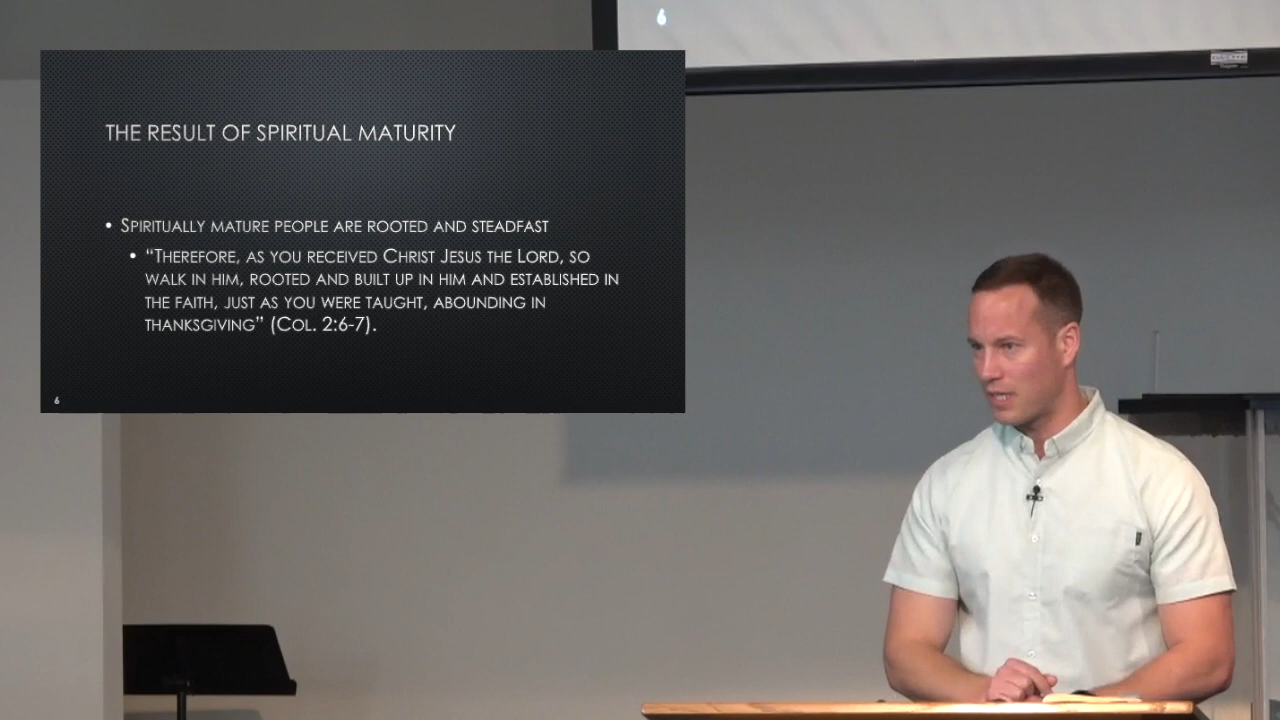 6
THE RESULT OF SPIRITUAL MATURITY
• SPIRITUALLY MATURE PEOPLE ARE ROOTED AND STEADFAST
• “THEREFORE, AS YOU RECEIVED CHRIST JESUS THE LORD, SO
WALK IN HIM, ROOTED AND BUILT UP IN HIM AND ESTABLISHED IN
THE FAITH, JUST AS YOU WERE TAUGHT, ABOUNDING IN
THANKSGIVING” (COL. 2:6-7).
6